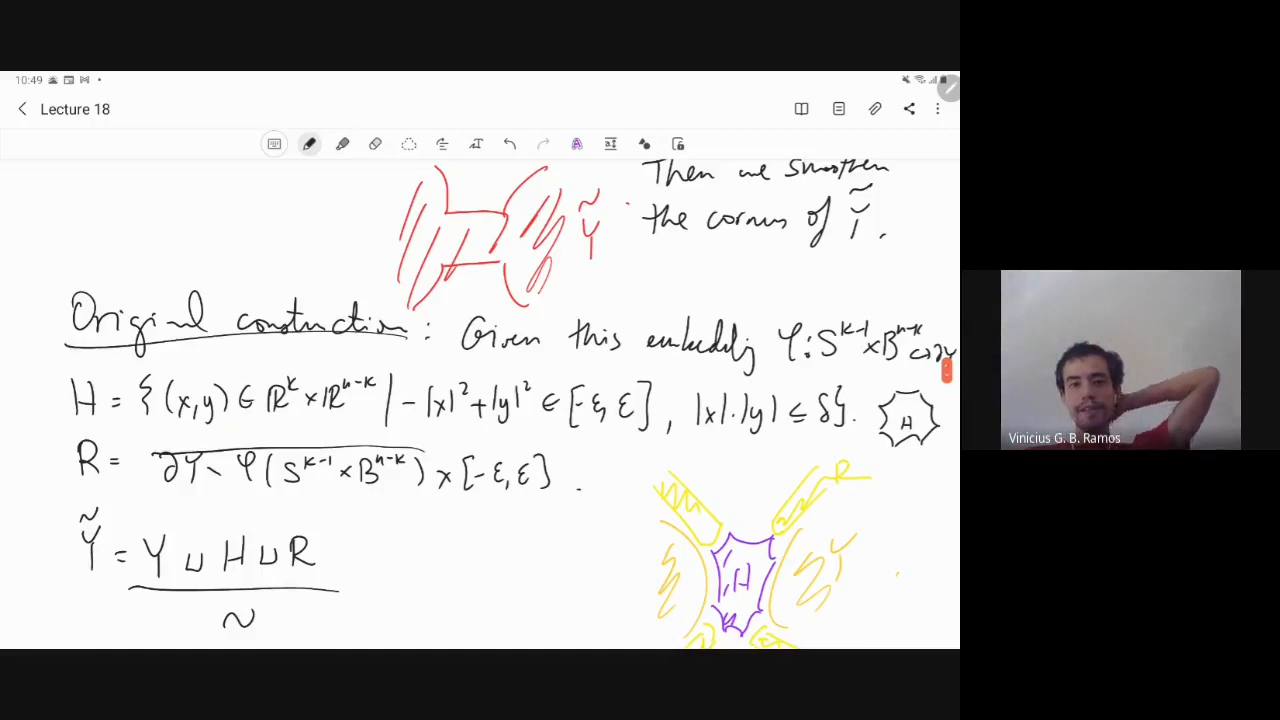 10:49
Lecture 18
Then we smoothen
the corners of Ỹ.
Ỹ
Original construction: Given this embedding φ: S^{k-1} × B^{n-k} ↪ ∂Y
H = { (x,y) ∈ ℝ^k × ℝ^{n-k} | -|x|² + |y|² ∈ [-ε, ε], |x|·|y| ≤ δ }.
H
R = \overline{∂Y \ φ(S^{k-1} × B^{n-k})} × [-ε, ε].
R
Ỹ = Y ⊔ H ⊔ R
~
H
Y
Vinicius G. B. Ramos